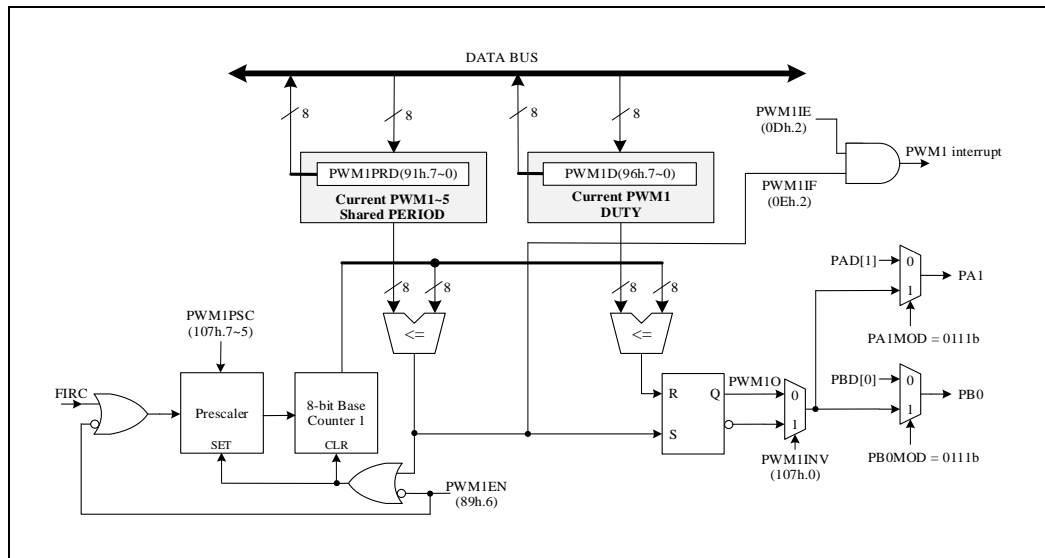 DATA BUS
8
8
8
8
PWM1IE
(0Dh.2)
PWM1 interrupt
PWM1IF
(0Eh.2)
PWM1PRD(91h.7~0)
Current PWM1~5
Shared PERIOD
PWM1D(96h.7~0)
Current PWM1
DUTY
PAD[1]
0
1
PA1
PA1MOD = 0111b
8
8
8
8
<=
<=
PWM1PSC
(107h.7~5)
FIRC
Prescaler
SET
8-bit Base
Counter 1
CLR
R
S
Q
PWM1O
0
1
PWM1INV
(107h.0)
PBD[0]
0
1
PB0
PB0MOD = 0111b
PWM1EN
(89h.6)